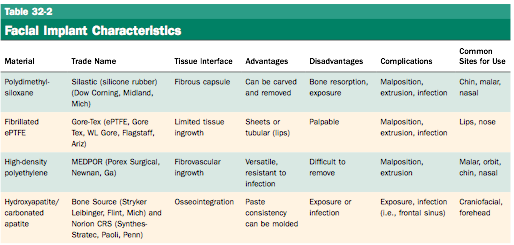 Table 32-2
Facial Implant Characteristics
Material Trade Name Tissue Interface Advantages Disadvantages Complications Common Sites for Use
Polydimethyl-siloxane Silastic (silicone rubber) (Dow Corning, Midland, Mich) Fibrous capsule Can be carved and removed Bone resorption, exposure Malposition, extrusion, infection Chin, malar, nasal
Fibrillated ePTFE Gore-Tex (ePTFE, Gore Tex, WL Gore, Flagstaff, Ariz) Limited tissue ingrowth Sheets or tubular (lips) Palpable Malposition, extrusion, infection Lips, nose
High-density polyethylene MEDPOR (Porex Surgical, Newnan, Ga) Fibrovascular ingrowth Versatile, resistant to infection Difficult to remove Malposition, extrusion Malar, orbit, chin, nasal
Hydroxyapatite/carbonated apatite Bone Source (Stryker Leibinger, Flint, Mich) and Norion CRS (Synthes-Stratec, Paoli, Penn) Osseointegration Paste consistency can be molded Exposure or infection Exposure, infection (i.e., frontal sinus) Craniofacial, forehead